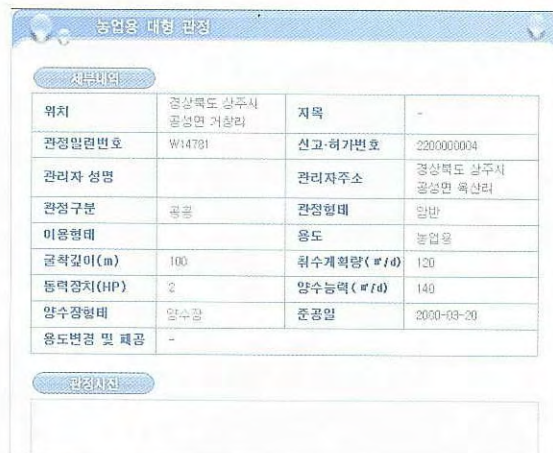 농업용 대형 관정
세부내역
위치 경상북도 상주시 지목 -
공성면 거창리
관정일련번호 W14781 신고·허가번호 2200000004
관리자 성명 관리자주소 경상북도 상주시
공성면 옥산리
관정구분 공공 관정형태 암반
이용형태 용도 농업용
굴착깊이(m) 100 취수계획량(㎥/d) 120
동력장치(HP) 2 양수능력(㎥/d) 140
양수장형태 양수장 준공일 2000-03-20
용도변경 및 폐공 -
관정사진